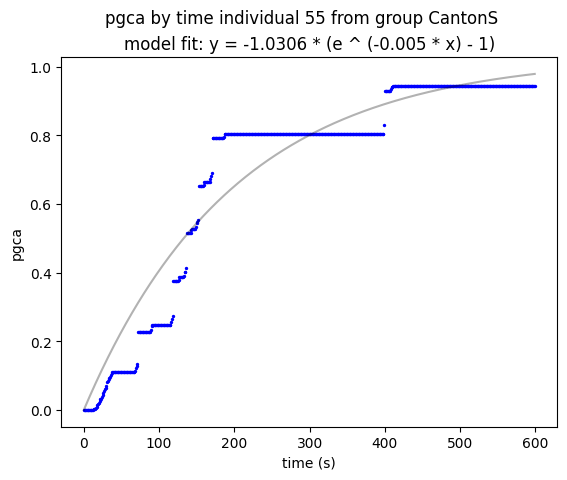 pgca by time individual 55 from group CantonS
model fit: y = -1.0306 * (e ^ (-0.005 * x) - 1)
1.0
0.8
0.6
0.4
0.2
0.0
pgca
0 100 200 300 400 500 600
time (s)